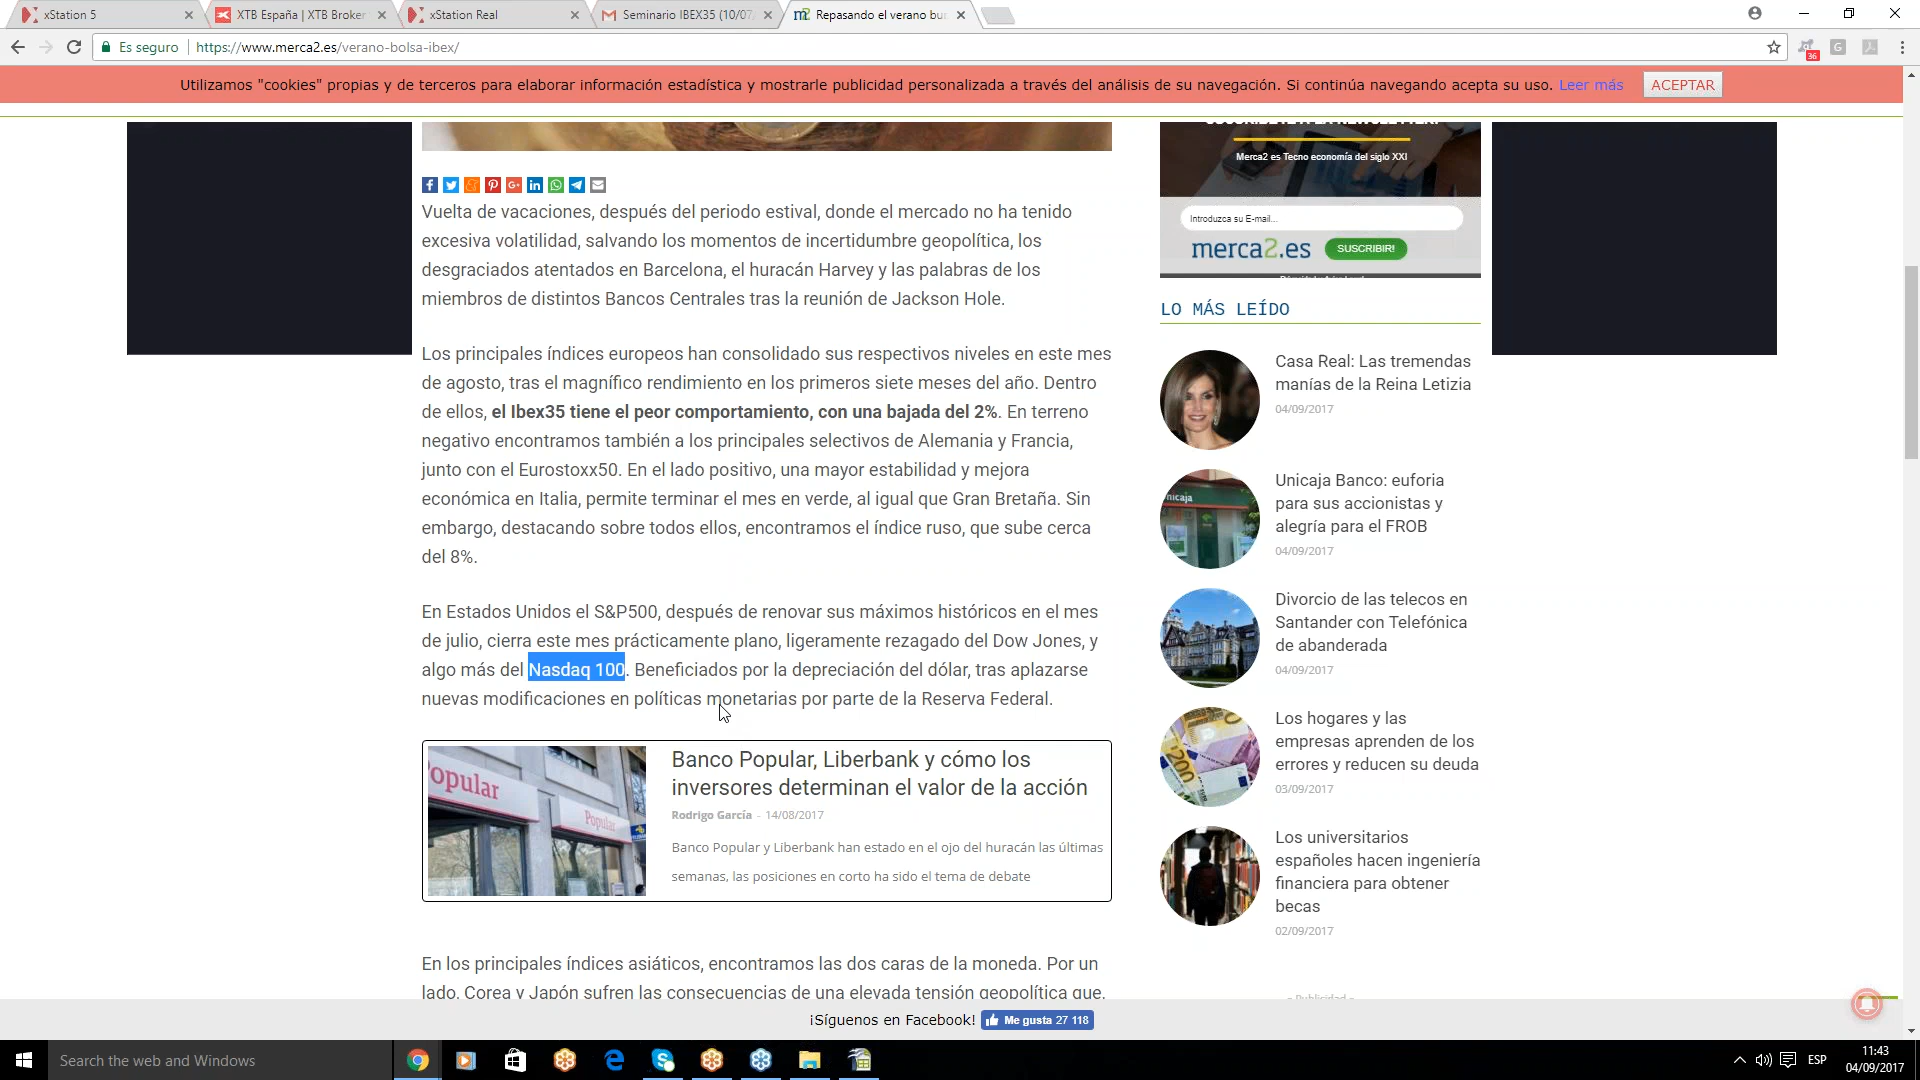 xStation 5
XTB España | XTB Broker
xStation Real
Seminario IBEX35 (10/07/
Repasando el verano bur
Es seguro
https://www.merca2.es/verano-bolsa-ibex/
36
Utilizamos "cookies" propias y de terceros para elaborar información estadística y mostrarle publicidad personalizada a través del análisis de su navegación. Si continúa navegando acepta su uso. Leer más
ACEPTAR
Vuelta de vacaciones, después del periodo estival, donde el mercado no ha tenido
excesiva volatilidad, salvando los momentos de incertidumbre geopolítica, los
desgraciados atentados en Barcelona, el huracán Harvey y las palabras de los
miembros de distintos Bancos Centrales tras la reunión de Jackson Hole.
Los principales índices europeos han consolidado sus respectivos niveles en este mes
de agosto, tras el magnífico rendimiento en los primeros siete meses del año. Dentro
de ellos, el Ibex35 tiene el peor comportamiento, con una bajada del 2%. En terreno
negativo encontramos también a los principales selectivos de Alemania y Francia,
junto con el Eurostoxx50. En el lado positivo, una mayor estabilidad y mejora
económica en Italia, permite terminar el mes en verde, al igual que Gran Bretaña. Sin
embargo, destacando sobre todos ellos, encontramos el índice ruso, que sube cerca
del 8%.
En Estados Unidos el S&P500, después de renovar sus máximos históricos en el mes
de julio, cierra este mes prácticamente plano, ligeramente rezagado del Dow Jones, y
algo más del Nasdaq 100. Beneficiados por la depreciación del dólar, tras aplazarse
nuevas modificaciones en políticas monetarias por parte de la Reserva Federal.
opular
Popular
Banco Popular, Liberbank y cómo los
inversores determinan el valor de la acción
Rodrigo García - 14/08/2017
Banco Popular y Liberbank han estado en el ojo del huracán las últimas
semanas, las posiciones en corto ha sido el tema de debate
En los principales índices asiáticos, encontramos las dos caras de la moneda. Por un
lado, Corea y Japón sufren las consecuencias de una elevada tensión geopolítica que,
Merca2 es Tecno economía del siglo XXI
Introduzca su E-mail...
merca2.es
SUSCRIBIR!
LO MÁS LEÍDO
Casa Real: Las tremendas
manías de la Reina Letizia
04/09/2017
nicaja
Unicaja Banco: euforia
para sus accionistas y
alegría para el FROB
04/09/2017
Divorcio de las telecos en
Santander con Telefónica
de abanderada
04/09/2017
Los hogares y las
empresas aprenden de los
errores y reducen su deuda
03/09/2017
Los universitarios
españoles hacen ingeniería
financiera para obtener
becas
02/09/2017
- Publicidad -
¡Síguenos en Facebook!
Me gusta 27 118
Search the web and Windows
ESP
11:43
04/09/2017